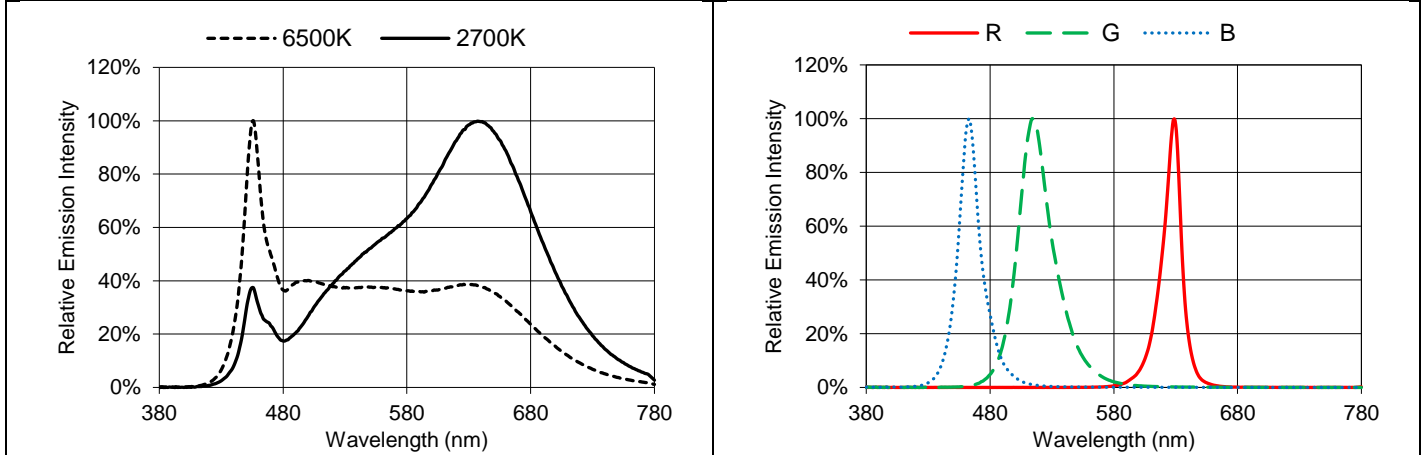 6500K 2700K
120%
100%
80%
60%
40%
20%
0%
Relative Emission Intensity
380 480 580 680 780
Wavelength (nm)
R G B
120%
100%
80%
60%
40%
20%
0%
Relative Emission Intensity
380 480 580 680 780
Wavelength (nm)